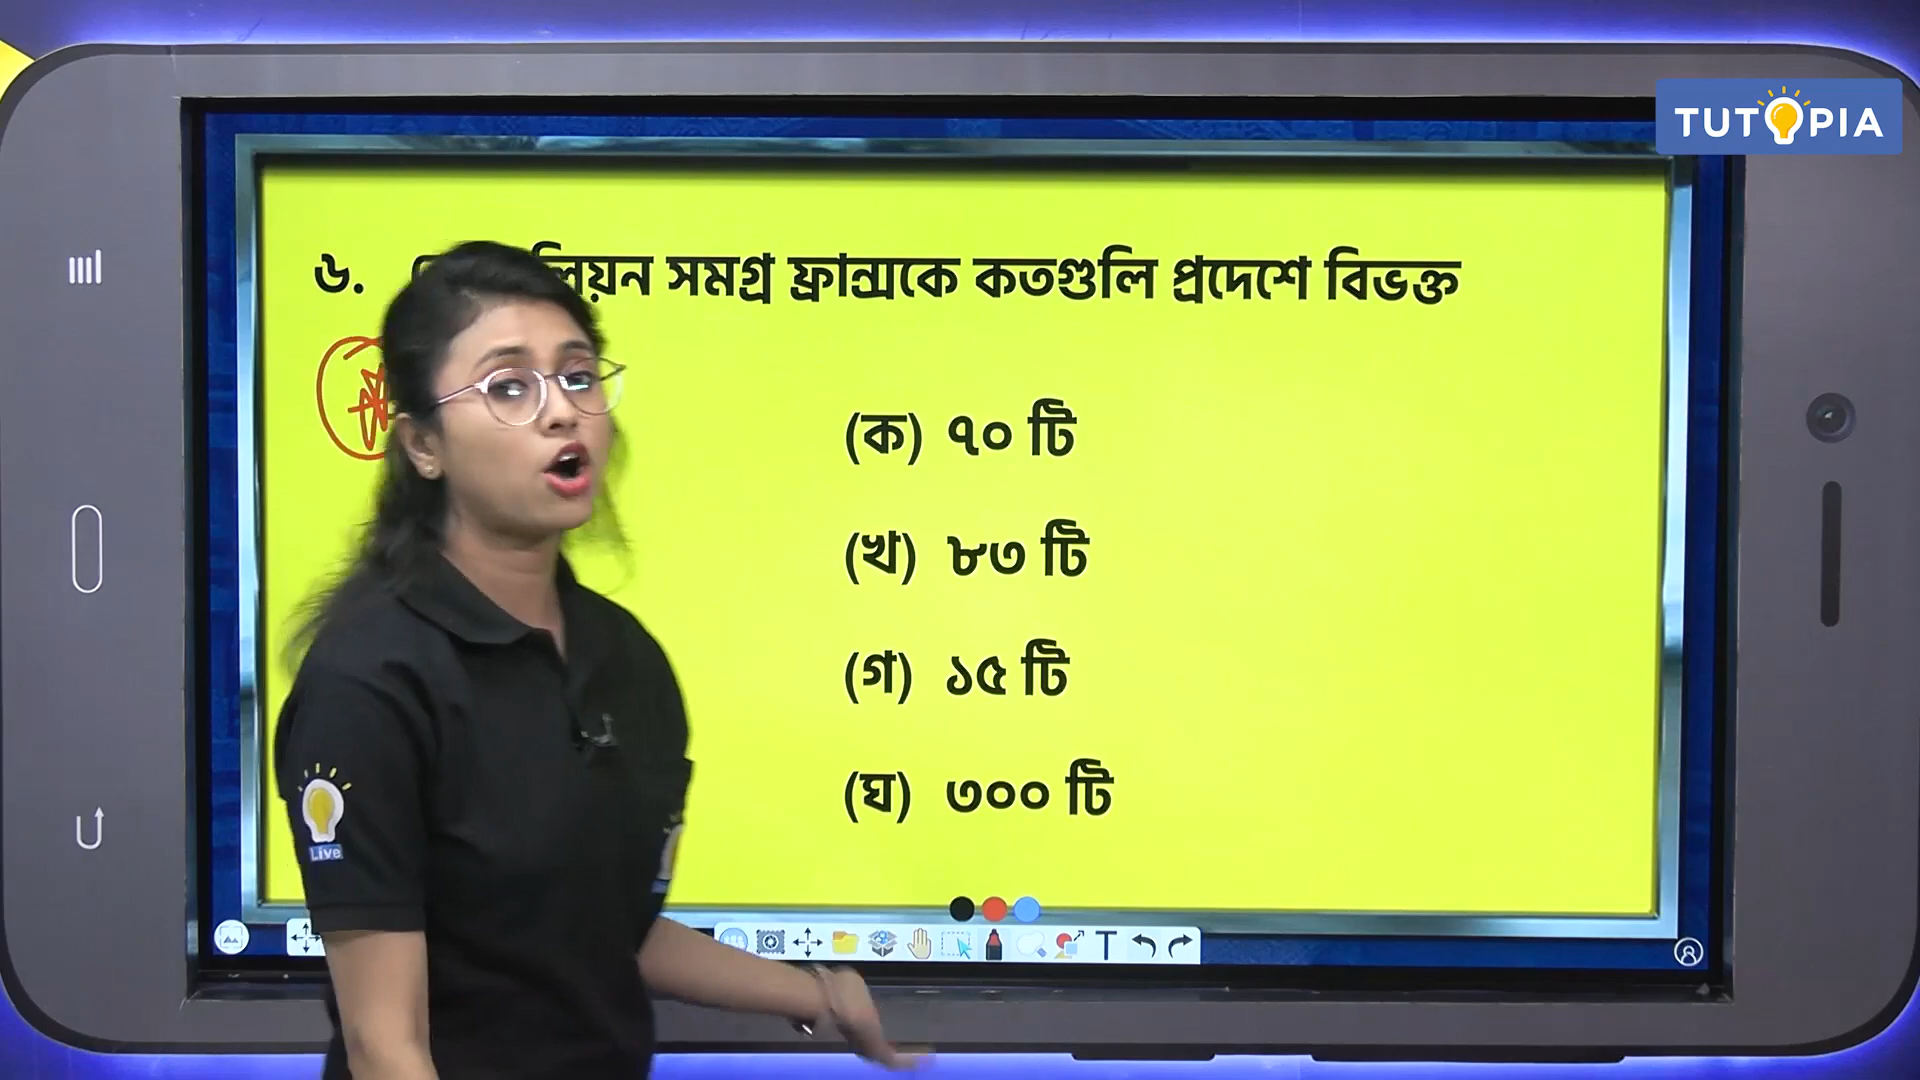 TUTOPIA
৬. লিয়ন সমগ্র ফ্রান্সকে কতগুলি প্রদেশে বিভক্ত
(ক) ৭০ টি
(খ) ৮৩ টি
(গ) ১৫ টি
(ঘ) ৩০০ টি
Live
T